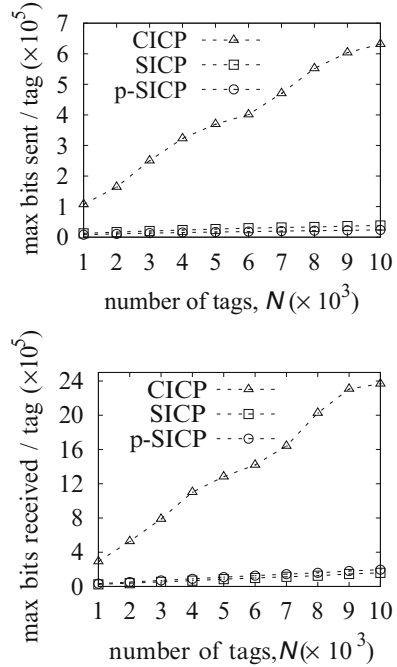 max bits sent / tag (×10⁵)
7
6
5
4
3
2
1
0
CICP
SICP
p-SICP
1 2 3 4 5 6 7 8 9 10
number of tags, N (× 10³)
max bits received / tag (×10⁵)
24
20
16
12
8
4
0
CICP
SICP
p-SICP
1 2 3 4 5 6 7 8 9 10
number of tags, N (× 10³)